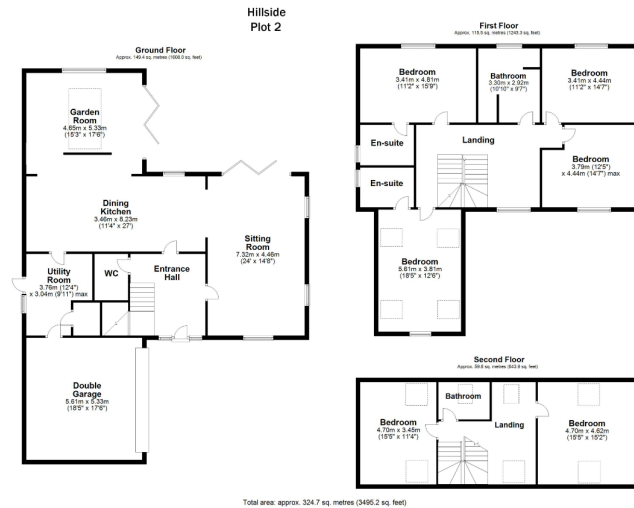 Hillside
Plot 2
Ground Floor
Approx. 149.4 sq. metres (1608.0 sq. feet)
Garden
Room
4.65m x 5.33m
(15'3" x 17'6")
Dining
Kitchen
3.46m x 8.23m
(11'4" x 27')
Sitting
Room
7.32m x 4.46m
(24' x 14'8")
Utility
Room
3.76m (12'4")
x 3.04m (9'11") max
WC
Entrance
Hall
Double
Garage
5.61m x 5.33m
(18'5" x 17'6")
First Floor
Approx. 115.5 sq. metres (1243.3 sq. feet)
Bedroom
3.41m x 4.81m
(11'2" x 15'9")
Bathroom
3.30m x 2.92m
(10'10" x 9'7")
Bedroom
3.41m x 4.44m
(11'2" x 14'7")
En-suite
Landing
Bedroom
3.79m (12'5")
x 4.44m (14'7") max
En-suite
Bedroom
5.61m x 3.81m
(18'5" x 12'6")
Second Floor
Approx. 59.8 sq. metres (643.9 sq. feet)
Bedroom
4.70m x 3.45m
(15'5" x 11'4")
Bathroom
Landing
Bedroom
4.70m x 4.62m
(15'5" x 15'2")
Total area: approx. 324.7 sq. metres (3495.2 sq. feet)